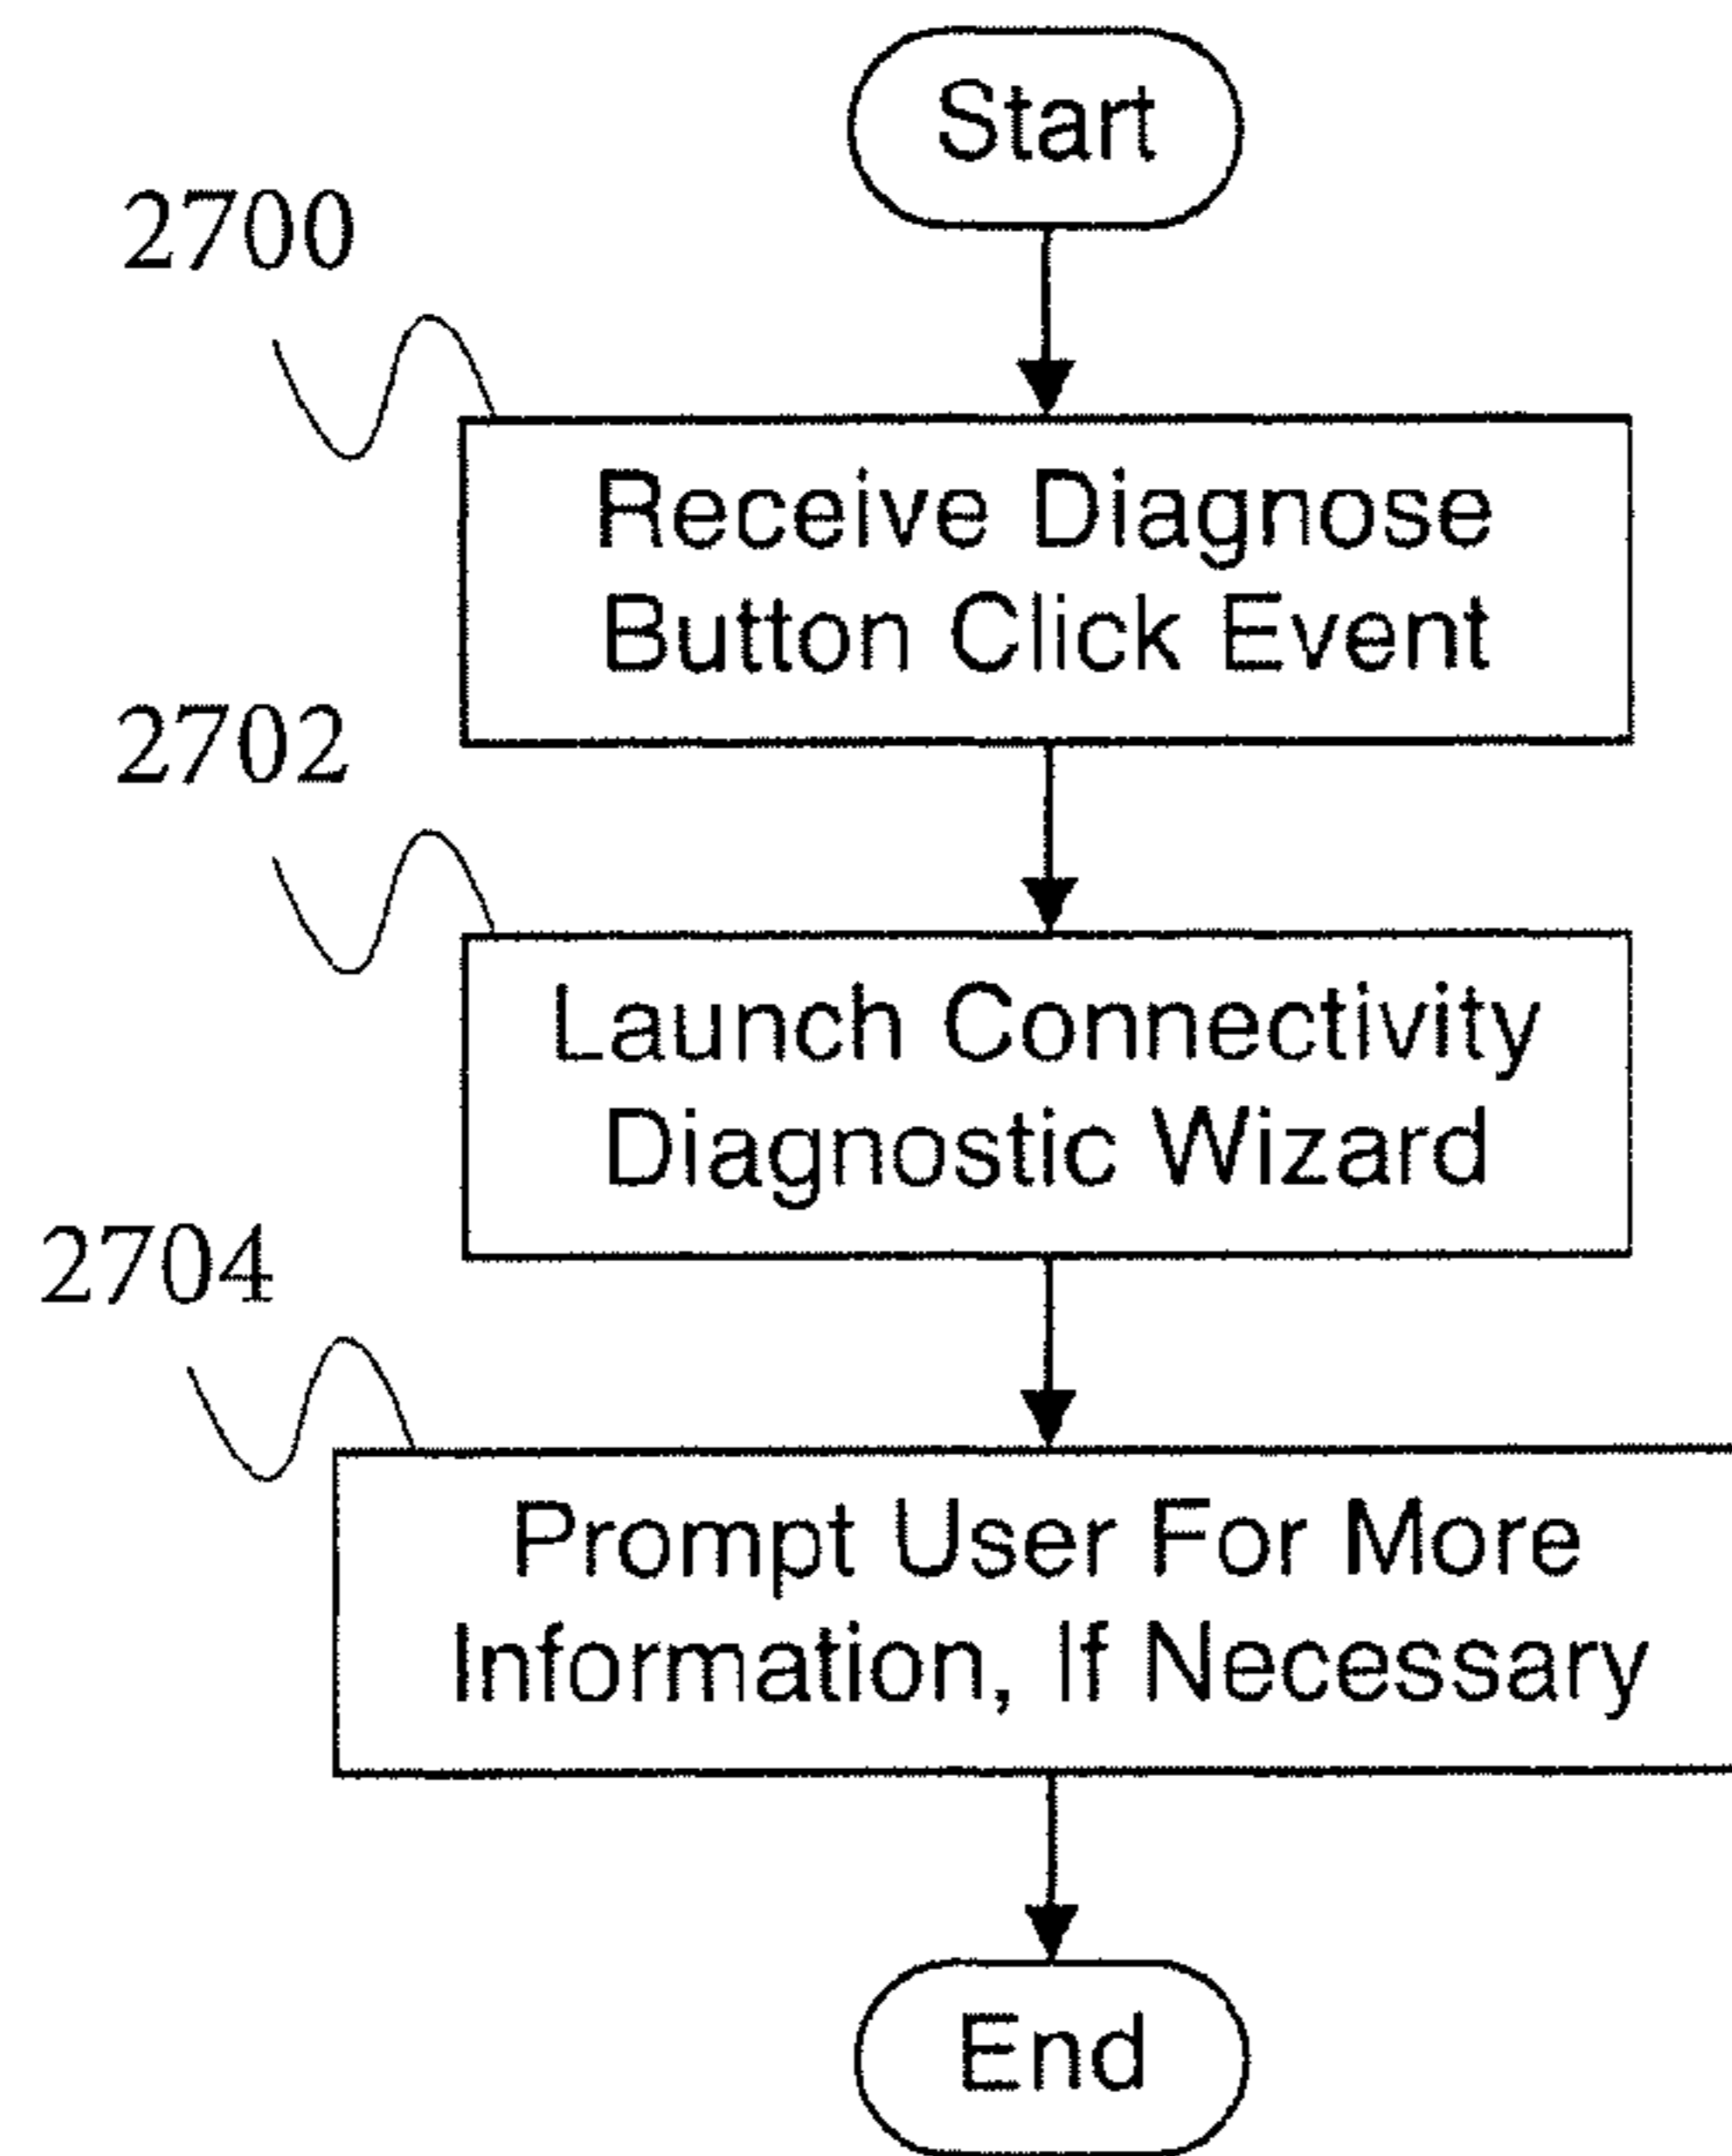 Start
2700
Receive Diagnose
Button Click Event
2702
Launch Connectivity
Diagnostic Wizard
2704
Prompt User For More
Information, If Necessary
End